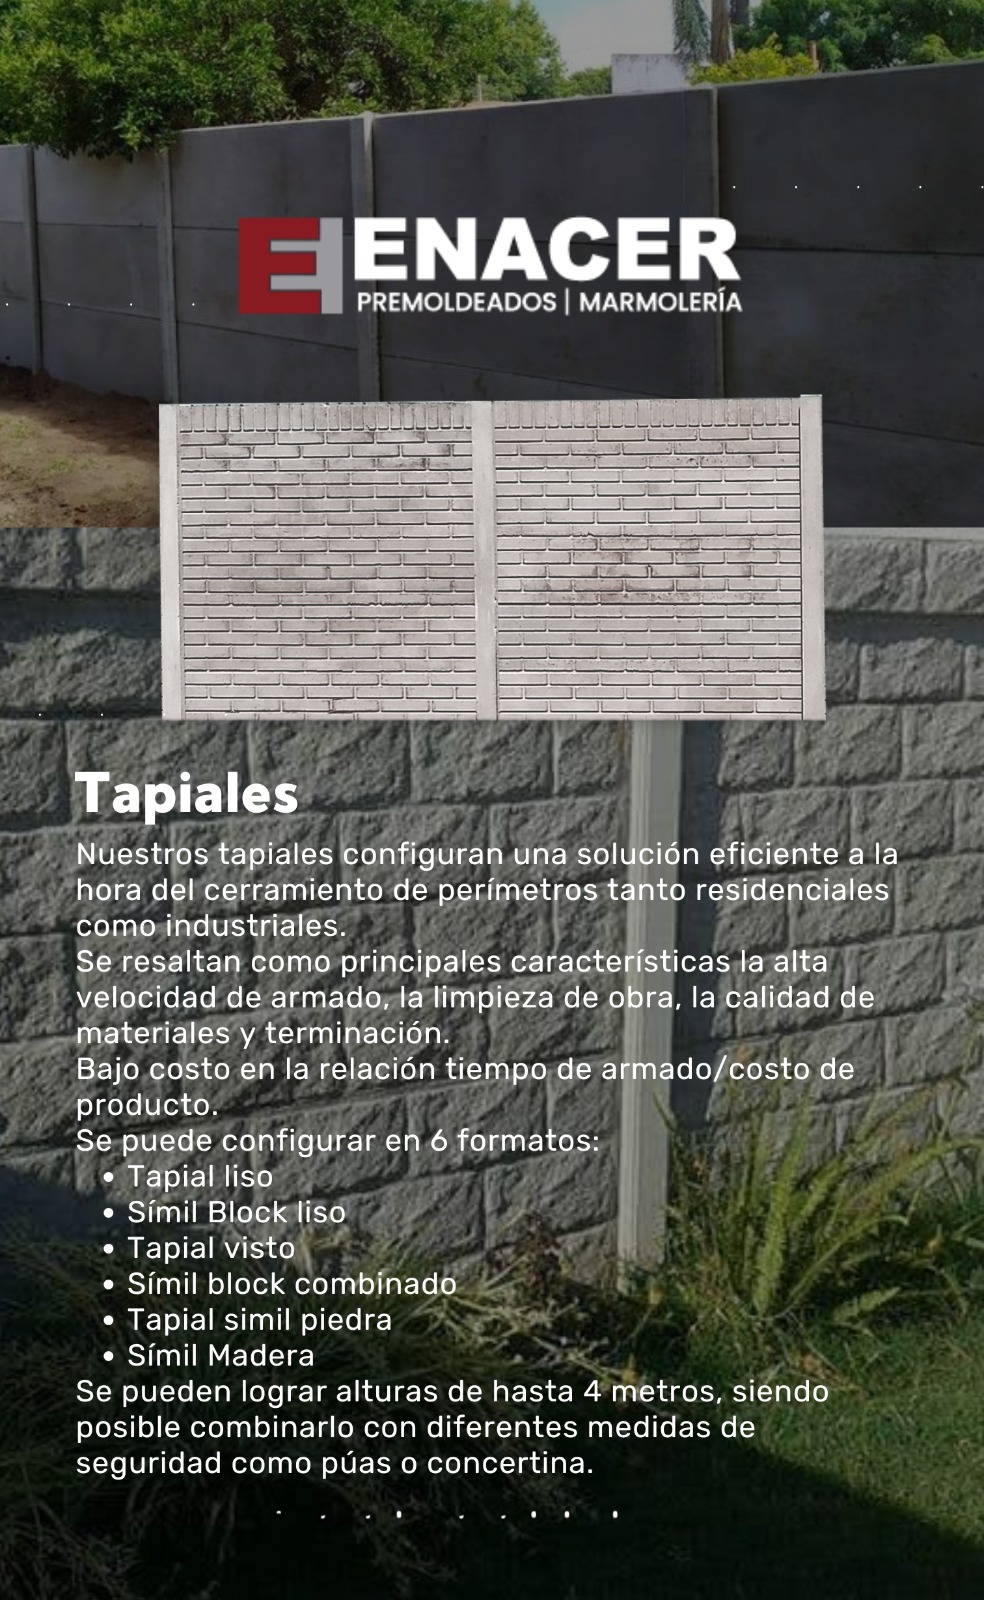 ENACER
PREMOLDEADOS | MARMOLERÍA
Tapiales
Nuestros tapiales configuran una solución eficiente a la
hora del cerramiento de perímetros tanto residenciales
como industriales.
Se resaltan como principales características la alta
velocidad de armado, la limpieza de obra, la calidad de
materiales y terminación.
Bajo costo en la relación tiempo de armado/costo de
producto.
Se puede configurar en 6 formatos:
• Tapial liso
• Símil Block liso
• Tapial visto
• Símil block combinado
• Tapial simil piedra
• Símil Madera
Se pueden lograr alturas de hasta 4 metros, siendo
posible combinarlo con diferentes medidas de
seguridad como púas o concertina.